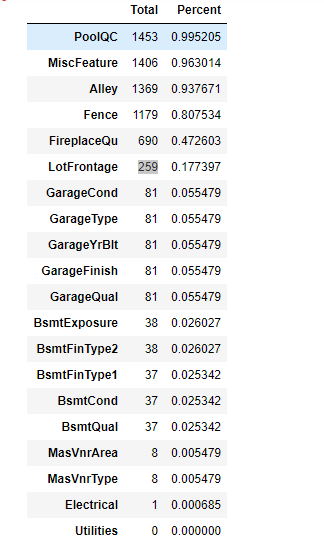 Total Percent
PoolQC 1453 0.995205
MiscFeature 1406 0.963014
Alley 1369 0.937671
Fence 1179 0.807534
FireplaceQu 690 0.472603
LotFrontage 259 0.177397
GarageCond 81 0.055479
GarageType 81 0.055479
GarageYrBlt 81 0.055479
GarageFinish 81 0.055479
GarageQual 81 0.055479
BsmtExposure 38 0.026027
BsmtFinType2 38 0.026027
BsmtFinType1 37 0.025342
BsmtCond 37 0.025342
BsmtQual 37 0.025342
MasVnrArea 8 0.005479
MasVnrType 8 0.005479
Electrical 1 0.000685
Utilities 0 0.000000